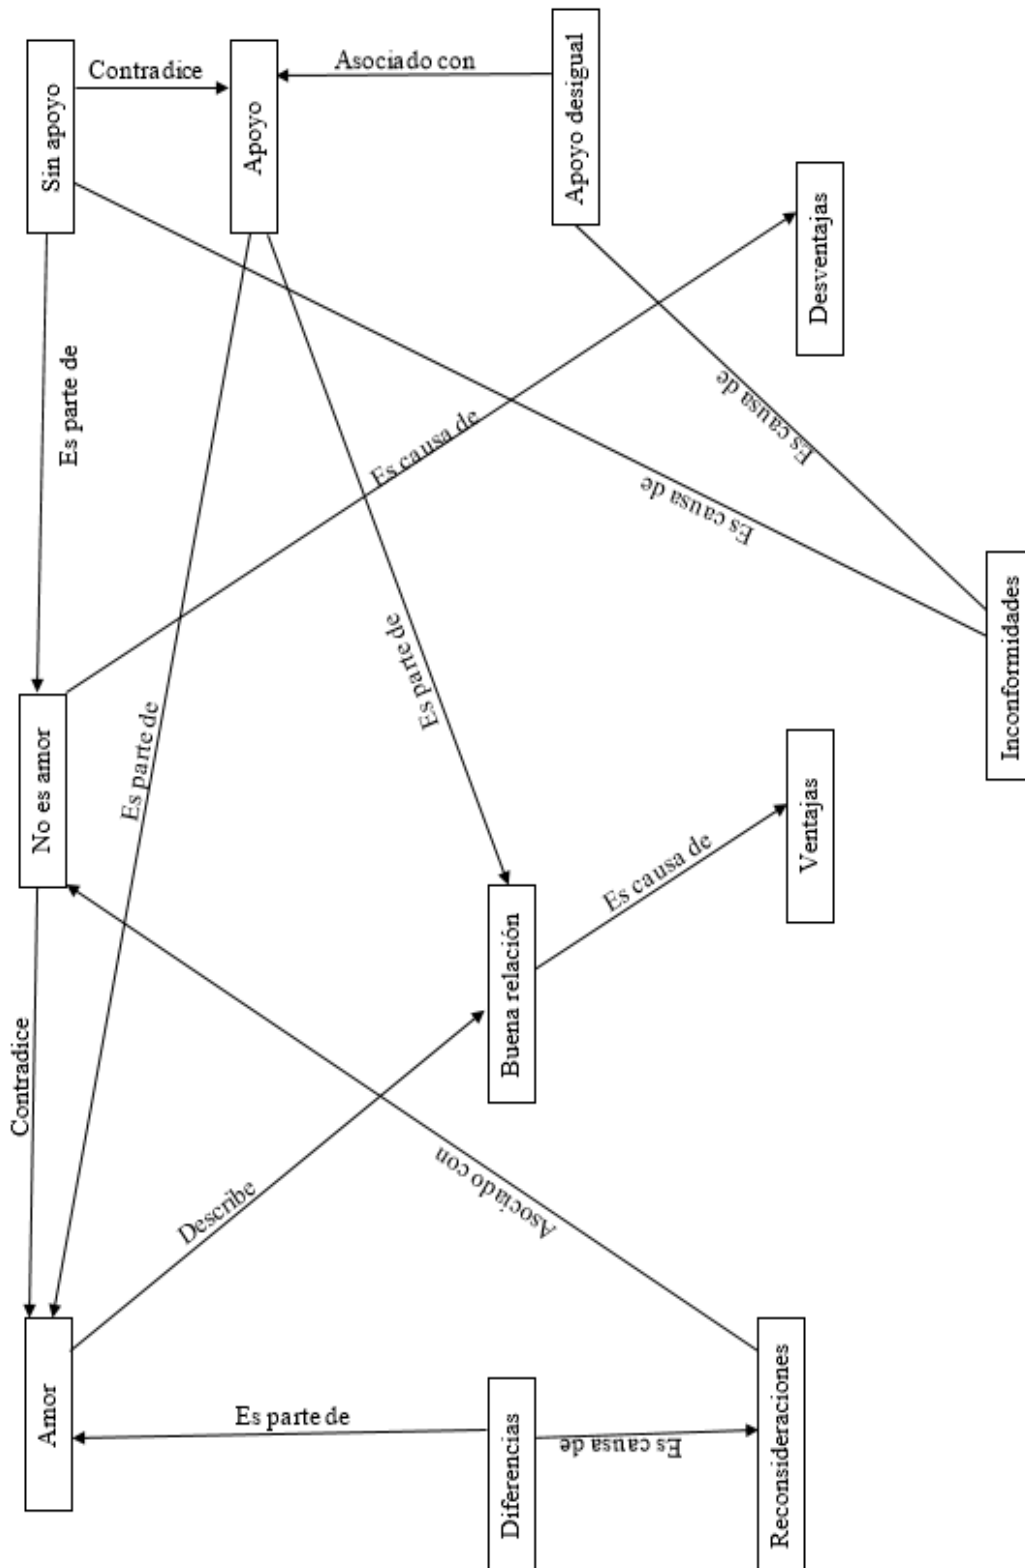 Sin apoyo
Contradice
Apoyo
Asociado con
Apoyo desigual
Es parte de
Es parte de
Es parte de
Es causa de
Es causa de
Es causa de
Desventajas
No es amor
Contradice
Amor
Describe
Buena relación
Es causa de
Ventajas
Inconformidades
Asociado con
Es parte de
Diferencias
Es causa de
Reconsideraciones